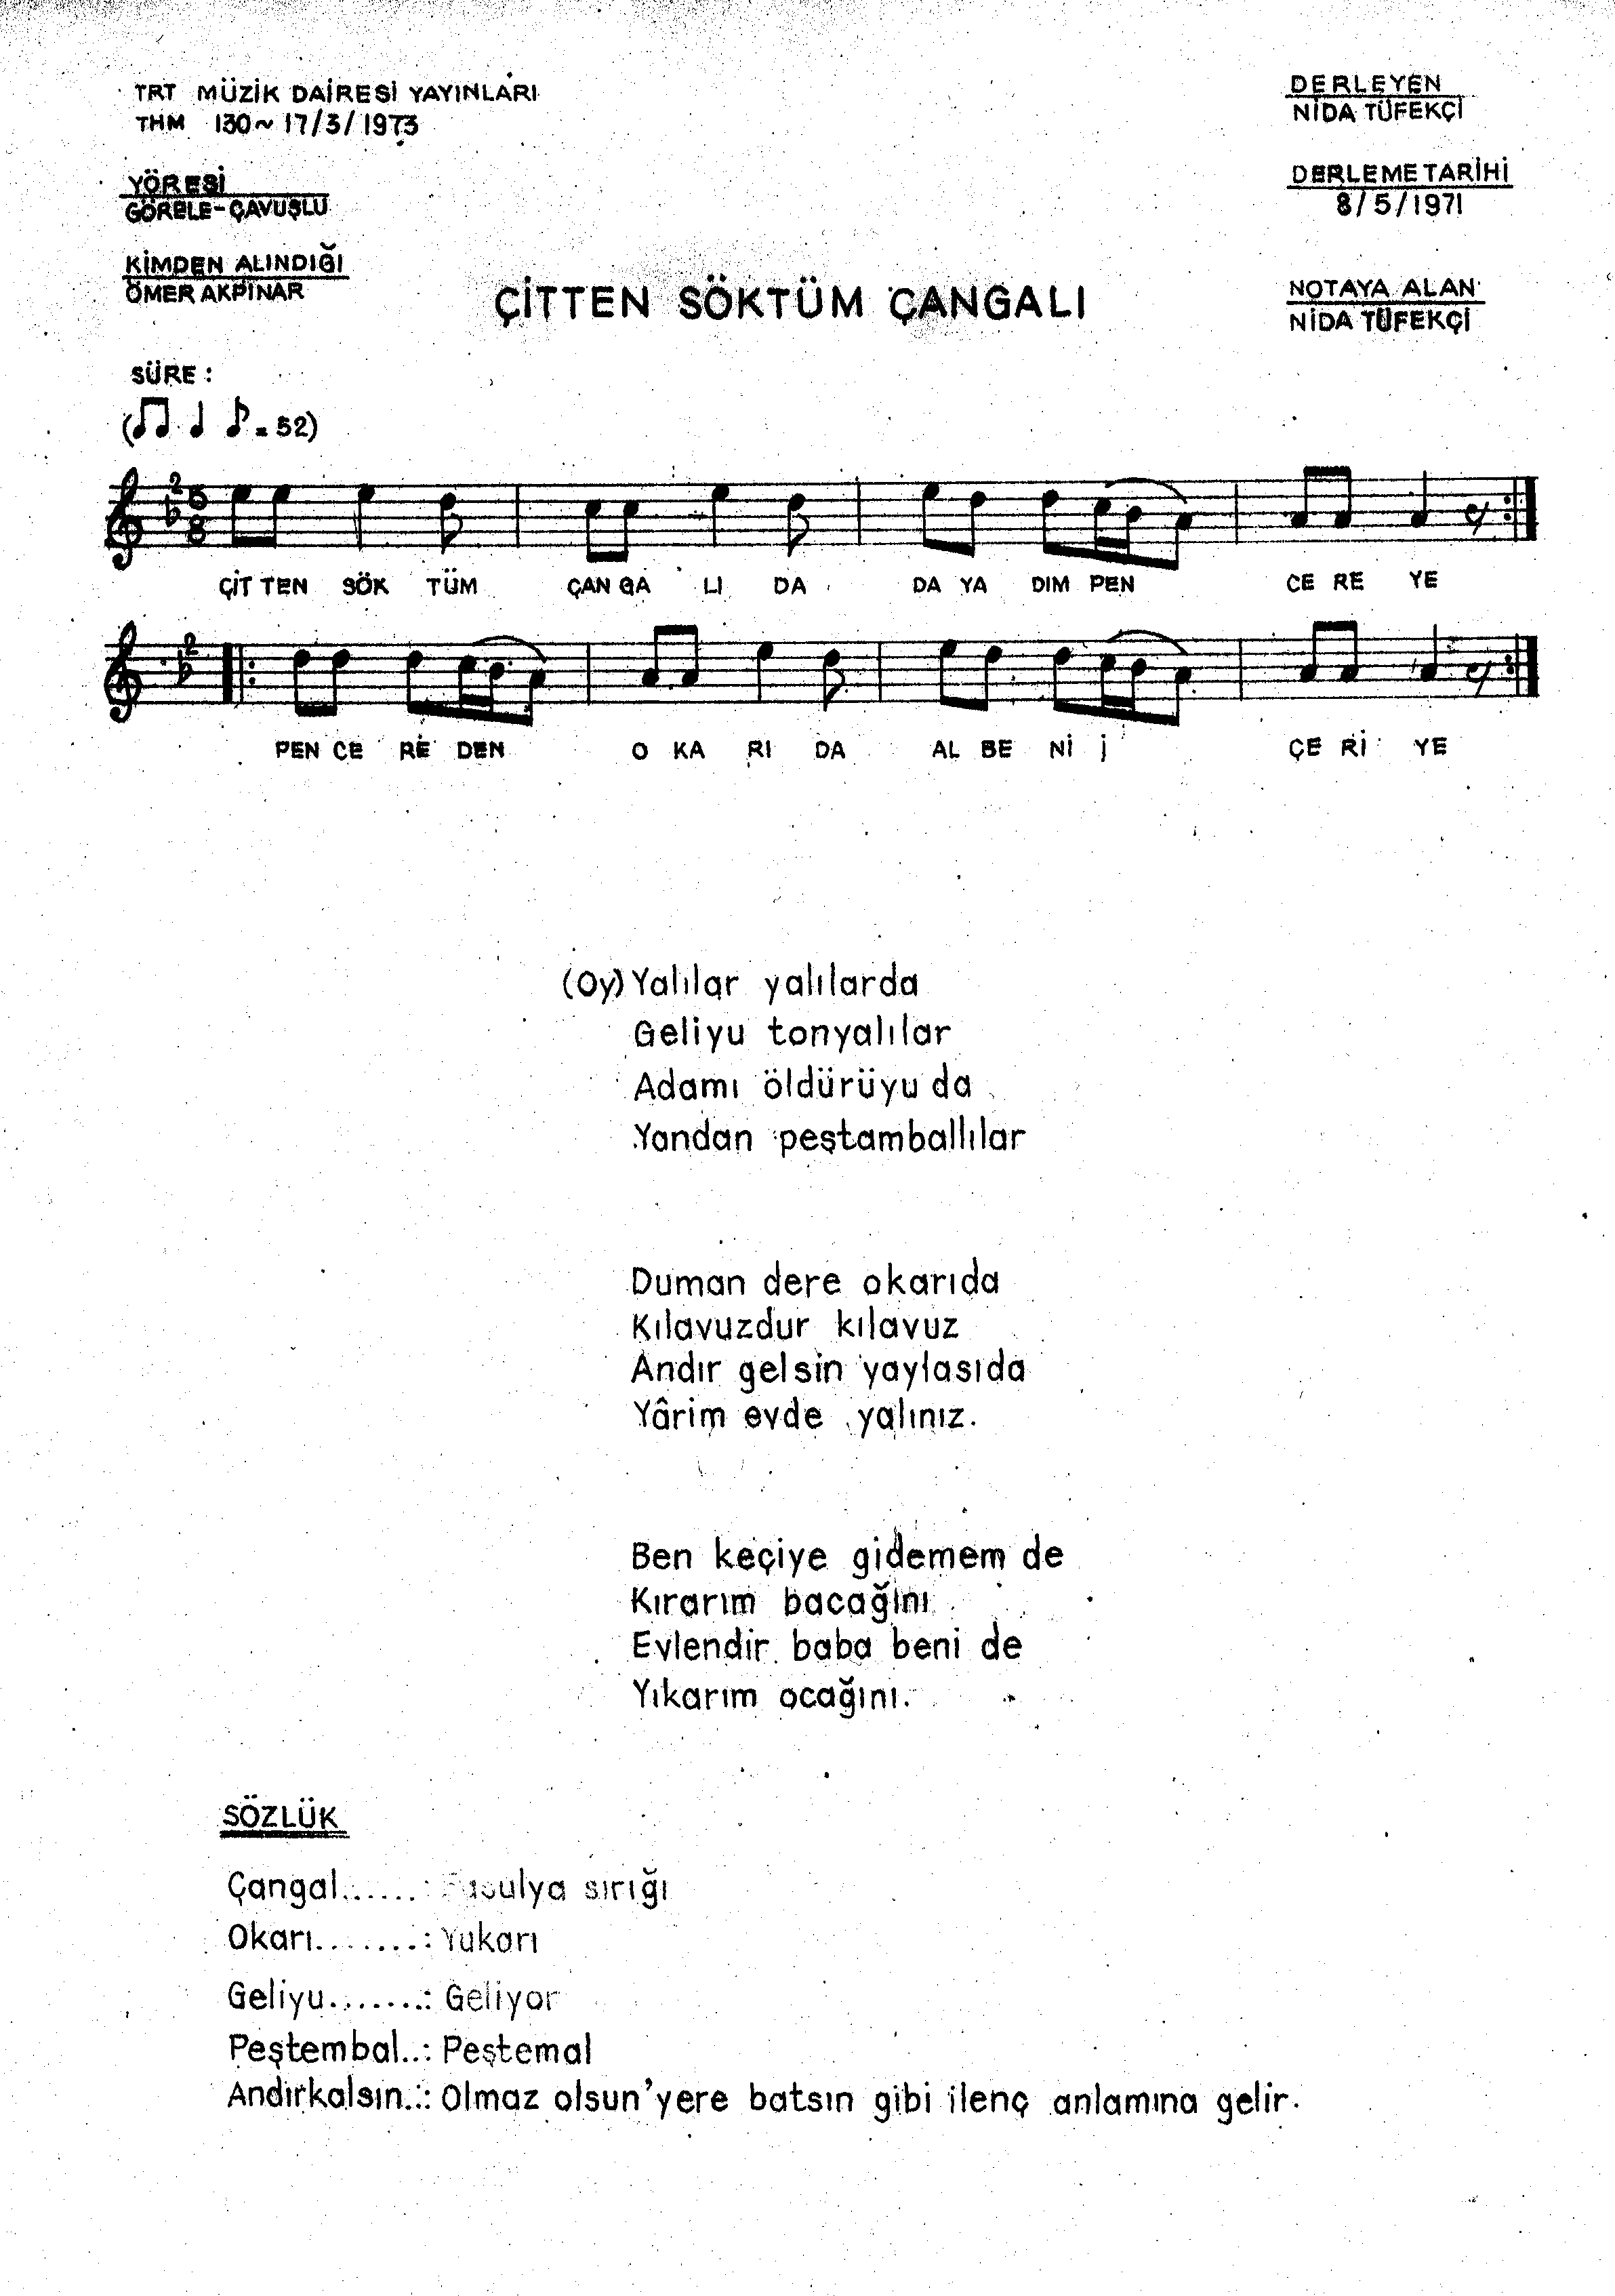 TRT MÜZİK DAİRESİ YAYINLARI
THM 130~ 17/3/1973
DERLEYEN
NİDA TÜFEKÇİ
YÖRESİ
GÖRELE-ÇAVUŞLU
DERLEME TARİHİ
8/5/1971
KİMDEN ALINDIĞI
ÖMER AKPINAR
ÇİTTEN SÖKTÜM ÇANGALI
NOTAYA ALAN
NİDA TÜFEKÇİ
SÜRE :
( = 52)
2 5 8
ÇİT TEN SÖK TÜM ÇAN GA LI DA DA YA DIM PEN CE RE YE
2
PEN CE RE DEN O KA RI DA AL BE Nİ İ ÇE Rİ YE
(Oy) Yalılar yalılarda
Geliyu tonyalılar
Adamı öldürüyu da
Yandan peştamballılar
Duman dere okarıda
Kılavuzdur kılavuz
Andır gelsin yaylasıda
Yârim evde yalınız.
Ben keçiye gidemem de
Kırarım bacağını
Evlendir baba beni de
Yıkarım ocağını.
SÖZLÜK
Çangal......: Fasulya sırığı
Okarı........: Yukarı
Geliyu........: Geliyor
Peştembal..: Peştemal
Andırkalsın..: Olmaz olsun'yere batsın gibi ilenç anlamına gelir.